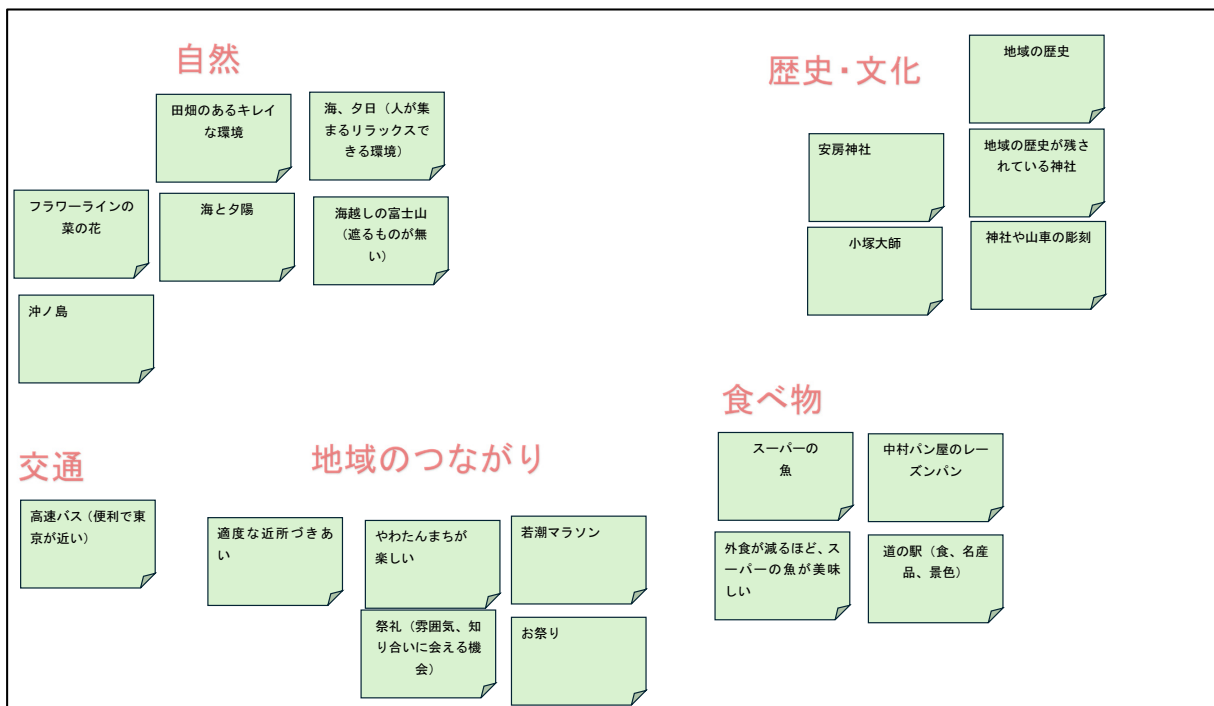 自然
田畑のあるキレイ
な環境
海、夕日（人が集
まるリラックスで
きる環境）
フラワーラインの
菜の花
海と夕陽
海越しの富士山
（遮るものが無
い）
沖ノ島
歴史・文化
地域の歴史
安房神社
地域の歴史が残さ
れている神社
小塚大師
神社や山車の彫刻
交通
高速バス（便利で東
京が近い）
地域のつながり
適度な近所づきあ
い
やわたんまちが
楽しい
若潮マラソン
祭礼（雰囲気、知
り合いに会える機
会）
お祭り
食べ物
スーパーの
魚
中村パン屋のレー
ズンパン
外食が減るほど、ス
ーパーの魚が美味
しい
道の駅（食、名産
品、景色）